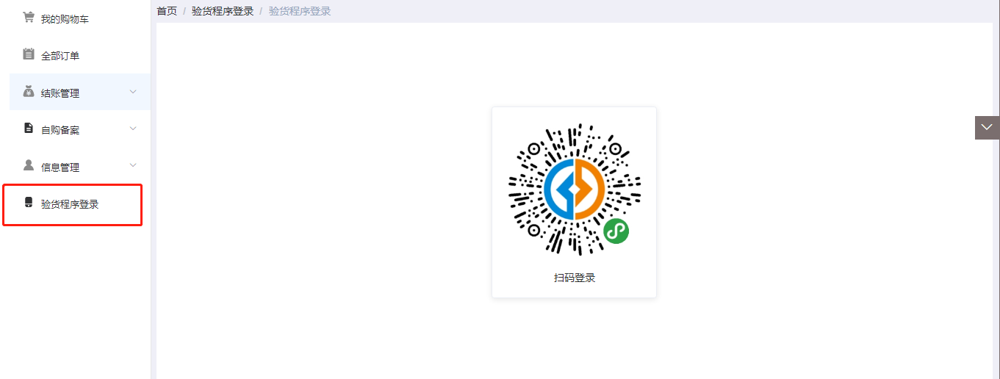 首页 / 验货程序登录 / 验货程序登录
我的购物车
全部订单
结账管理
自购备案
信息管理
验货程序登录
扫码登录